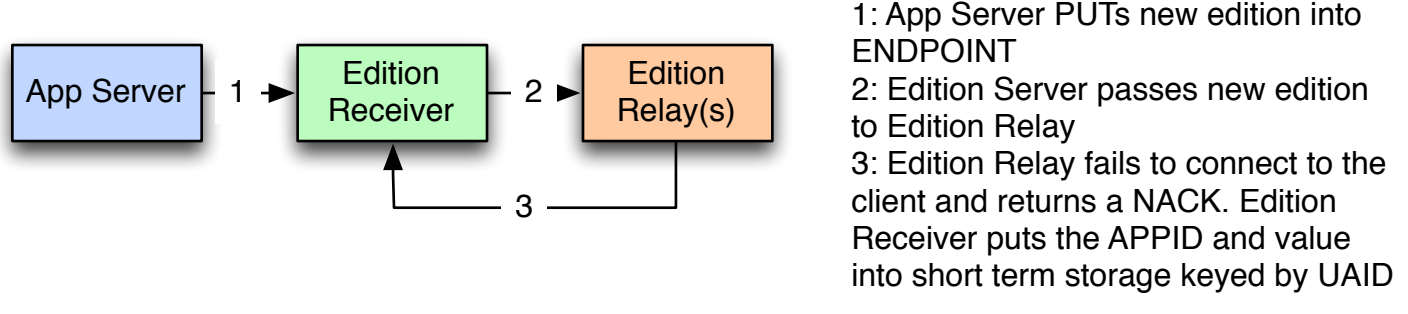 App Server
1
Edition
Receiver
2
Edition
Relay(s)
3
1: App Server PUTs new edition into
ENDPOINT
2: Edition Server passes new edition
to Edition Relay
3: Edition Relay fails to connect to the
client and returns a NACK. Edition
Receiver puts the APPID and value
into short term storage keyed by UAID